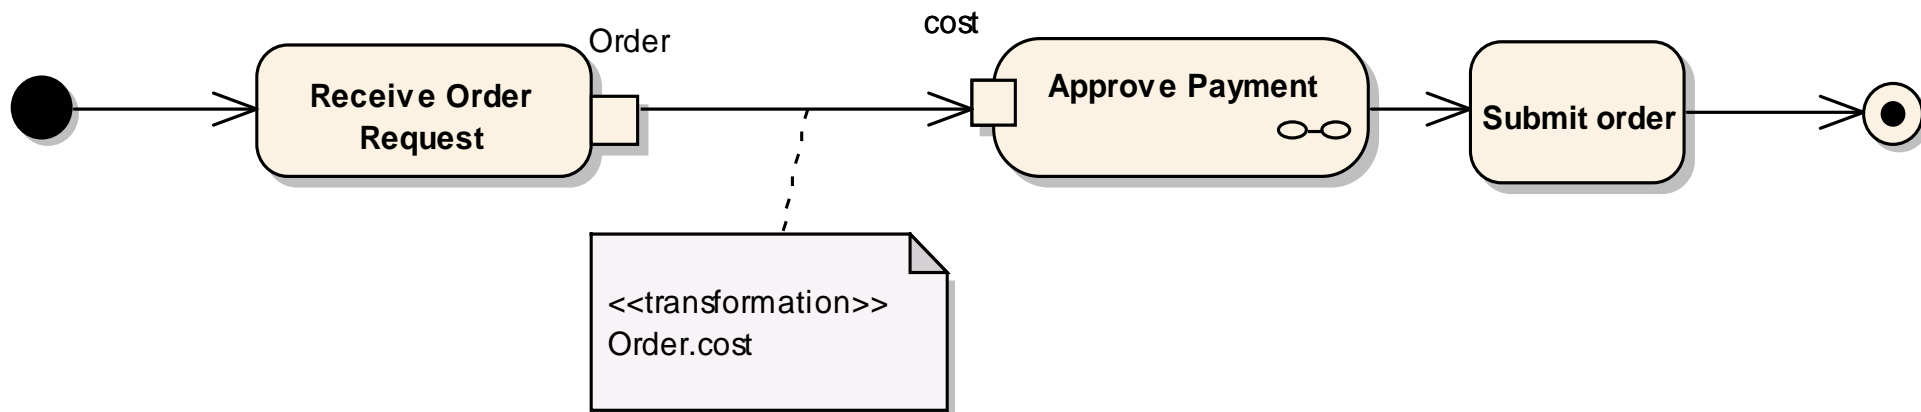 Order
cost
Receive Order
Request
Approve Payment
Submit order
<<transformation>>
Order.cost